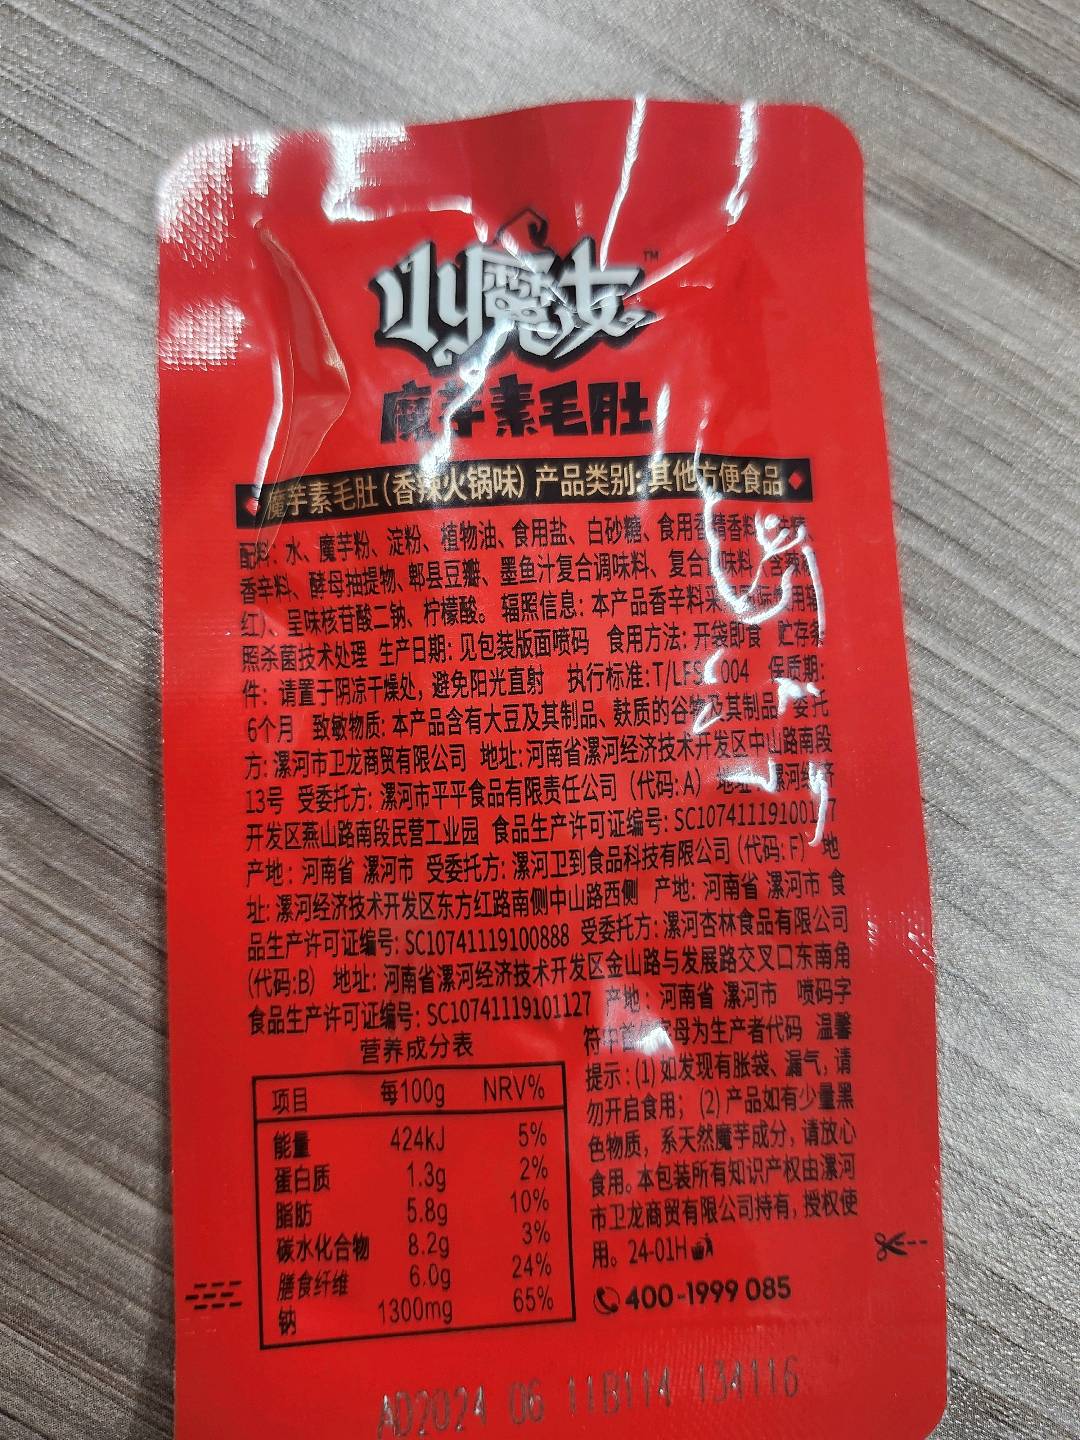 小魔女
TM
魔芋素毛肚
魔芋素毛肚(香辣火锅味) 产品类别:其他方便食品
配料: 水、魔芋粉、淀粉、植物油、食用盐、白砂糖、食用香精香料、
香辛料、酵母抽提物、郫县豆瓣、墨鱼汁复合调味料、复合 味料
红)、呈味核苷酸二钠、柠檬酸。 辐照信息: 本产品香辛料采 用辐
照杀菌技术处理 生产日期: 见包装版面喷码 食用方法: 开袋即食 贮存条
件: 请置于阴凉干燥处, 避免阳光直射 执行标准:T/LFS 004 保质期:
6个月 致敏物质: 本产品含有大豆及其制品、麸质的谷物及其制品 委托
方: 漯河市卫龙商贸有限公司 地址: 河南省漯河经济技术开发区中山路南段
13号 受委托方: 漯河市平平食品有限责任公司 (代码: A) 地址: 漯河经济
开发区燕山路南段民营工业园 食品生产许可证编号:
产地: 河南省 漯河市 受委托方: 漯河卫到食品科技有限公司 (代码: F) 地
址: 漯河经济技术开发区东方红路南侧中山路西侧 产地: 河南省 漯河市 食
品生产许可证编号: SC10741119100888 受委托方: 漯河杏林食品有限公司
(代码:B) 地址: 河南省漯河经济技术开发区金山路与发展路交叉口东南角
食品生产许可证编号: SC10741119101127 产地: 河南省 漯河市 喷码字
符中首 字母为生产者代码 温馨
提示: (1) 如发现有胀袋、漏气, 请
勿开启食用; (2) 产品如有少量黑
色物质, 系天然魔芋成分, 请放心
食用。本包装所有知识产权由漯河
市卫龙商贸有限公司持有, 授权使
用。24-01H
400-1999 085
营养成分表
项目 每100g NRV%
能量 424kJ 5%
蛋白质 1.3g 2%
脂肪 5.8g 10%
碳水化合物 8.2g 3%
膳食纤维 6.0g 24%
钠 1300mg 65%
AD2024 06 11B114 134116